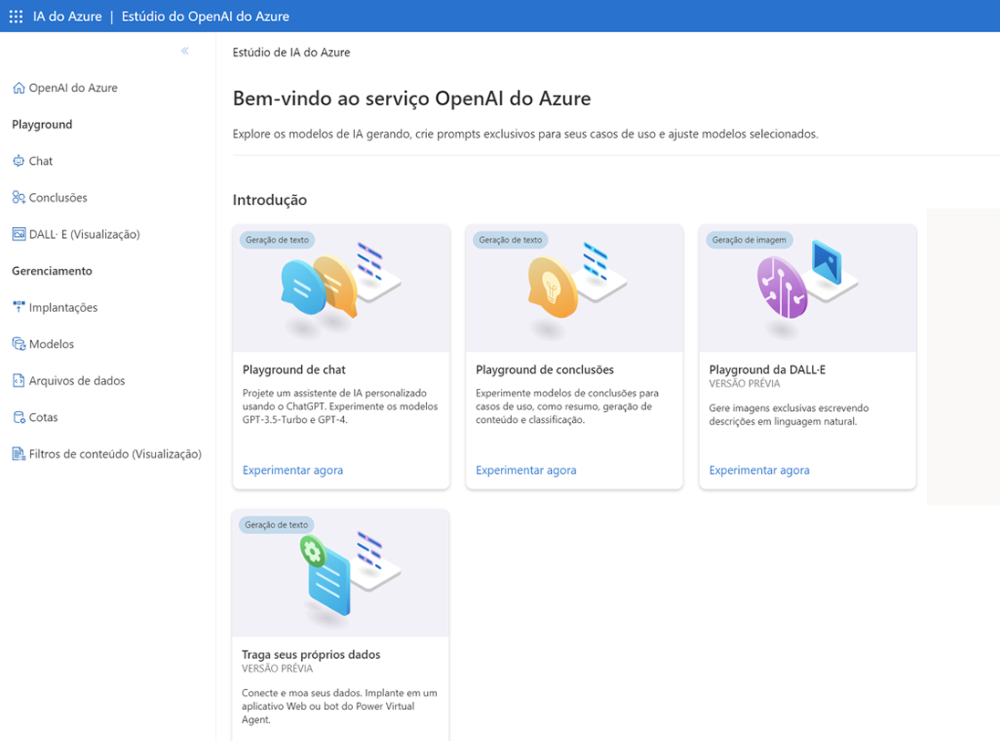 IA do Azure | Estúdio do OpenAI do Azure
«
OpenAI do Azure
Playground
Chat
Conclusões
DALL· E (Visualização)
Gerenciamento
Implantações
Modelos
Arquivos de dados
Cotas
Filtros de conteúdo (Visualização)
Estúdio de IA do Azure
Bem-vindo ao serviço OpenAI do Azure
Explore os modelos de IA gerando, crie prompts exclusivos para seus casos de uso e ajuste modelos selecionados.
Introdução
Geração de texto
Playground de chat
Projete um assistente de IA personalizado
usando o ChatGPT. Experimente os modelos
GPT-3.5-Turbo e GPT-4.
Experimentar agora
Geração de texto
Playground de conclusões
Experimente modelos de conclusões para
casos de uso, como resumo, geração de
conteúdo e classificação.
Experimentar agora
Geração de imagem
Playground da DALL·E
VERSÃO PRÉVIA
Gere imagens exclusivas escrevendo
descrições em linguagem natural.
Experimentar agora
Geração de texto
Traga seus próprios dados
VERSÃO PRÉVIA
Conecte e moa seus dados. Implante em um
aplicativo Web ou bot do Power Virtual
Agent.